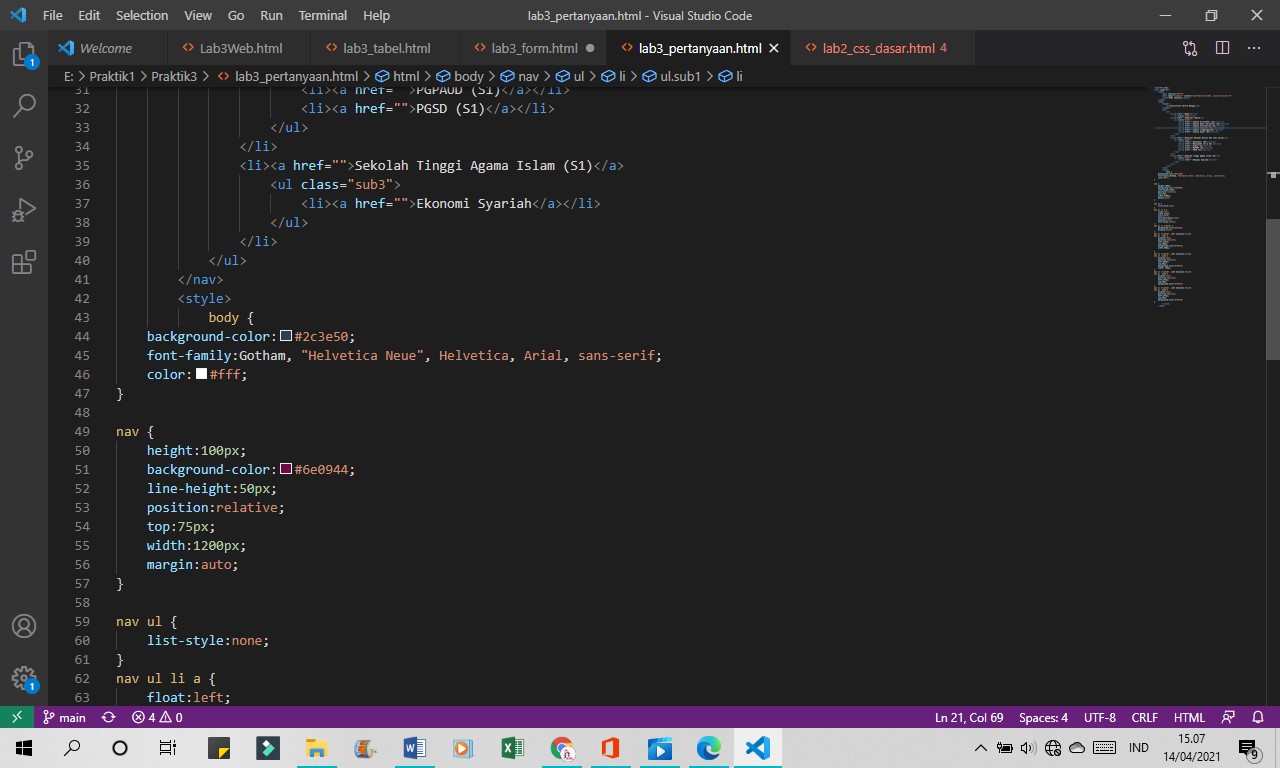 File Edit Selection View Go Run Terminal Help lab3_pertanyaan.html - Visual Studio Code
Welcome Lab3Web.html lab3_tabel.html lab3_form.html lab3_pertanyaan.html lab2_css_dasar.html 4
E: > Praktik1 > Praktik3 > lab3_pertanyaan.html > html > body > nav > ul > li > ul.sub1 > li
31 <li><a href="">PGPAUD (S1)</a></li>
32 <li><a href="">PGSD (S1)</a></li>
33 </ul>
34 </li>
35 <li><a href="">Sekolah Tinggi Agama Islam (S1)</a>
36 <ul class="sub3">
37 <li><a href="">Ekonomi Syariah</a></li>
38 </ul>
39 </li>
40 </ul>
41 </nav>
42 <style>
43 body {
44 background-color: #2c3e50;
45 font-family:Gotham, "Helvetica Neue", Helvetica, Arial, sans-serif;
46 color: #fff;
47 }
48
49 nav {
50 height:100px;
51 background-color: #6e0944;
52 line-height:50px;
53 position:relative;
54 top:75px;
55 width:1200px;
56 margin:auto;
57 }
58
59 nav ul {
60 list-style:none;
61 }
62 nav ul li a {
63 float:left;
1
1
main 4 0 Ln 21, Col 69 Spaces: 4 UTF-8 CRLF HTML
IND 15.07
14/04/2021 9